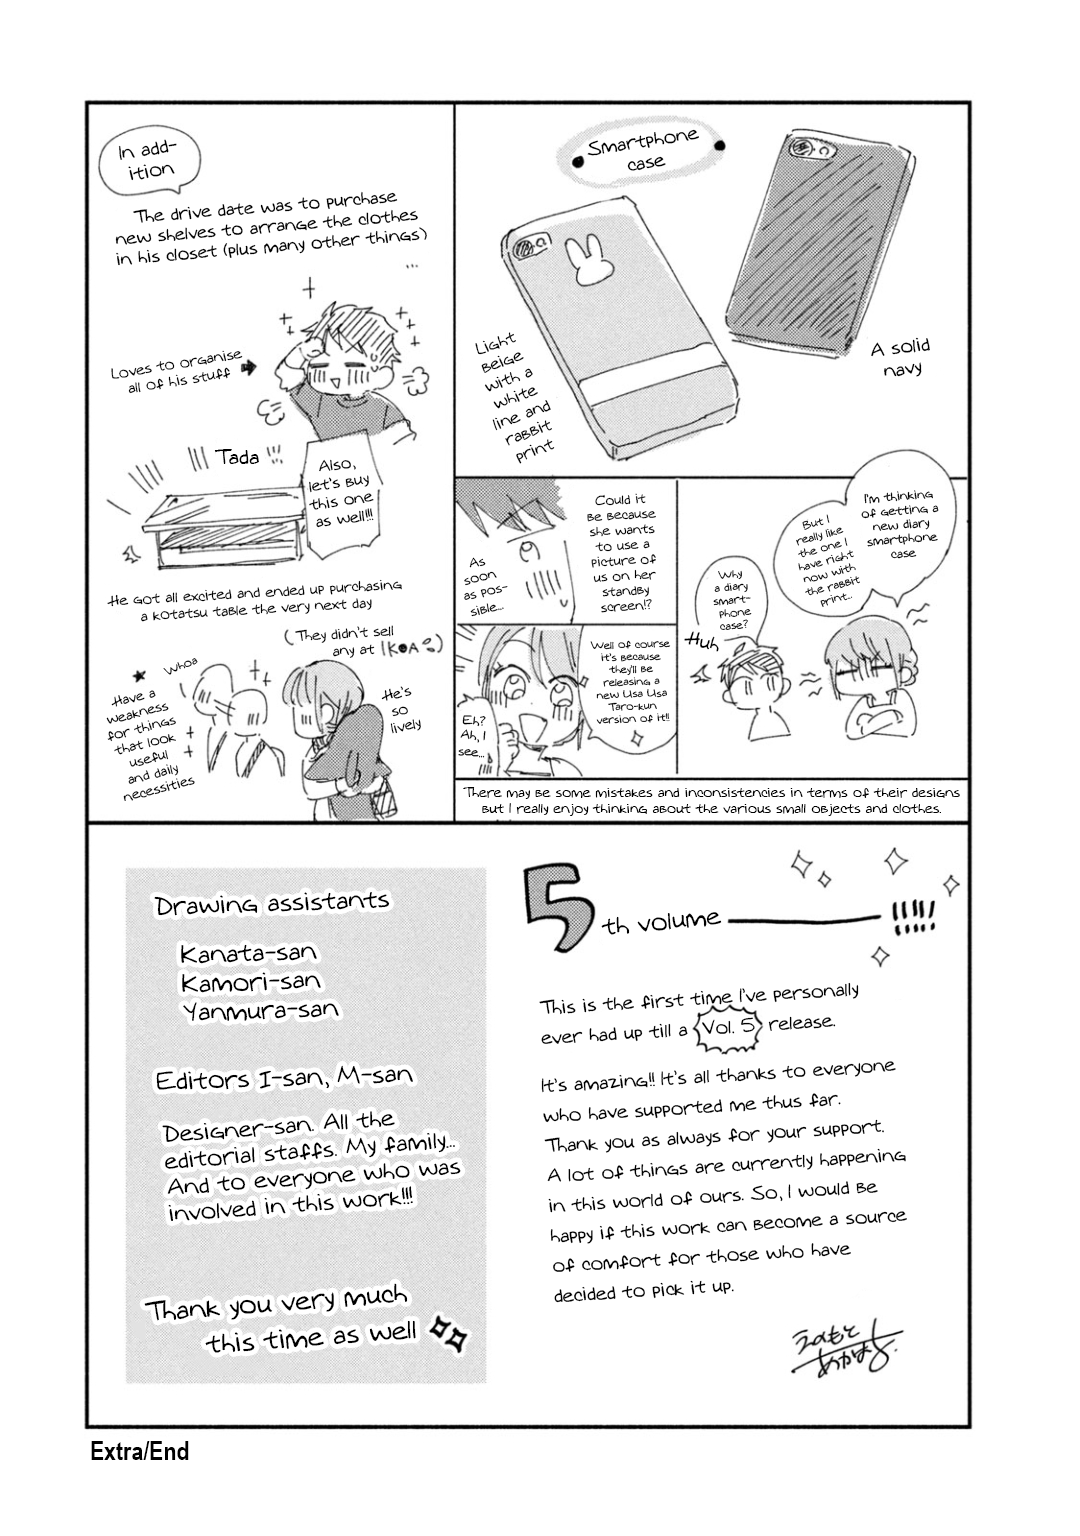 In add-
ition
The drive date was to purchase
new shelves to arrange the clothes
in his closet (plus many other things)
Loves to organise
all of his stuff
Tada
Also,
let's buy
this one
as well!!!
He got all excited and ended up purchasing
a kotatsu table the very next day
(They didn't sell
any at IK●A)
Whoa
Have a
weakness
for things
that look
useful
and daily
necessities
He's
so
lively
Smartphone
case
Light
beige
with a
white
line and
rabbit
print
A solid
navy
I'm thinking
of getting a
new diary
smartphone
case
But I
really like
the one I
have right
now with
the rabbit
print...
Why
a diary
smart-
phone
case?
Huh
Could it
be because
she wants
to use a
picture of
us on her
standby
screen!?
As
soon
as pos-
sible...
Well of course
it's because
they'll be
releasing a
new Usa Usa
Taro-kun
version of it!!
Eh?
Ah, I
see...
There may be some mistakes and inconsistencies in terms of their designs
but I really enjoy thinking about the various small objects and clothes.
5th volume ―――!!!!!
This is the first time I've personally
ever had up till a Vol. 5 release.
It's amazing!! It's all thanks to everyone
who have supported me thus far.
Thank you as always for your support.
A lot of things are currently happening
in this world of ours. So, I would be
happy if this work can become a source
of comfort for those who have
decided to pick it up.
えのもと
あかまる
Drawing assistants
Kanata-san
Kamori-san
Yanmura-san
Editors I-san, M-san
Designer-san. All the
editorial staffs. My family...
And to everyone who was
involved in this work!!!
Thank you very much
this time as well
Extra/End